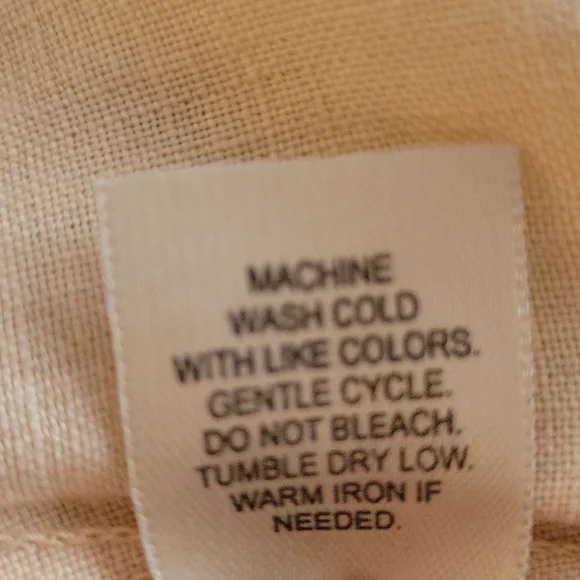 MACHINE
WASH COLD
WITH LIKE COLORS.
GENTLE CYCLE.
DO NOT BLEACH.
TUMBLE DRY LOW.
WARM IRON IF
NEEDED.